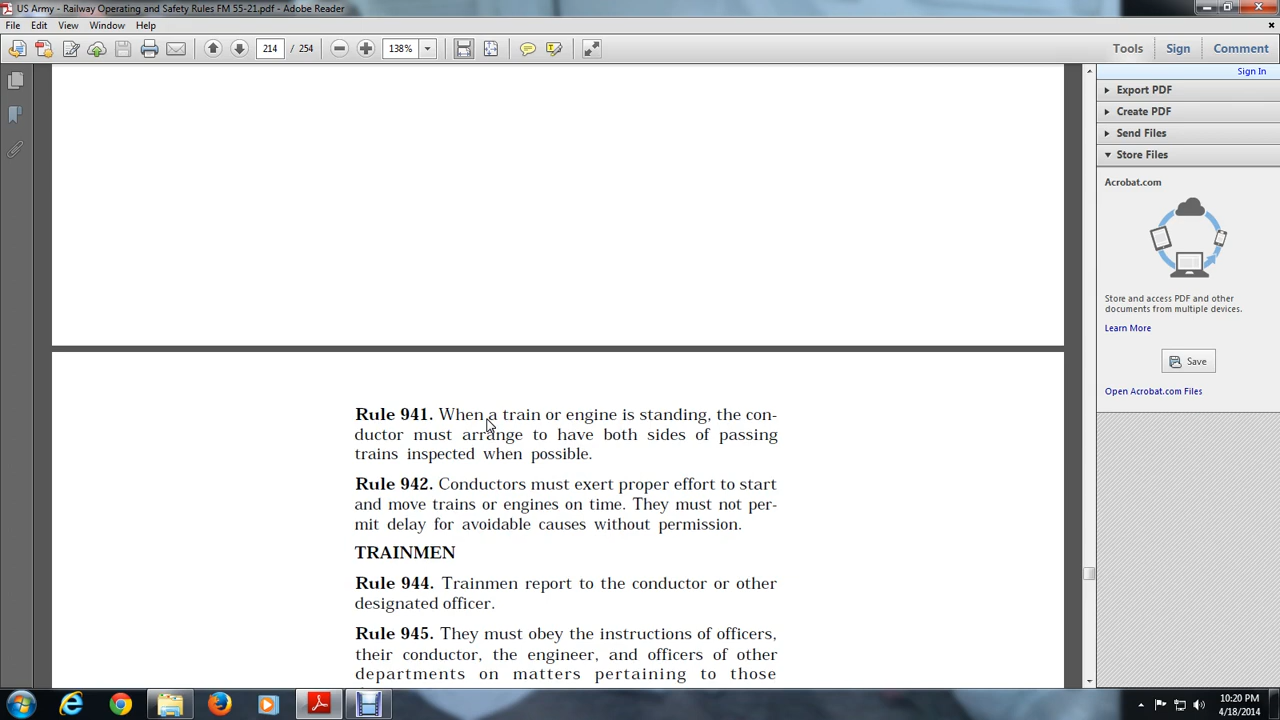 US Army - Railway Operating and Safety Rules FM 55-21.pdf - Adobe Reader
File Edit View Window Help
214 / 254 138% Tools Sign Comment
Sign In
Export PDF
Create PDF
Send Files
Store Files
Acrobat.com
Store and access PDF and other
documents from multiple devices.
Learn More
Save
Open Acrobat.com Files
Rule 941. When a train or engine is standing, the con-
ductor must arrange to have both sides of passing
trains inspected when possible.
Rule 942. Conductors must exert proper effort to start
and move trains or engines on time. They must not per-
mit delay for avoidable causes without permission.
TRAINMEN
Rule 944. Trainmen report to the conductor or other
designated officer.
Rule 945. They must obey the instructions of officers,
their conductor, the engineer, and officers of other
departments on matters pertaining to those
10:20 PM
4/18/2014